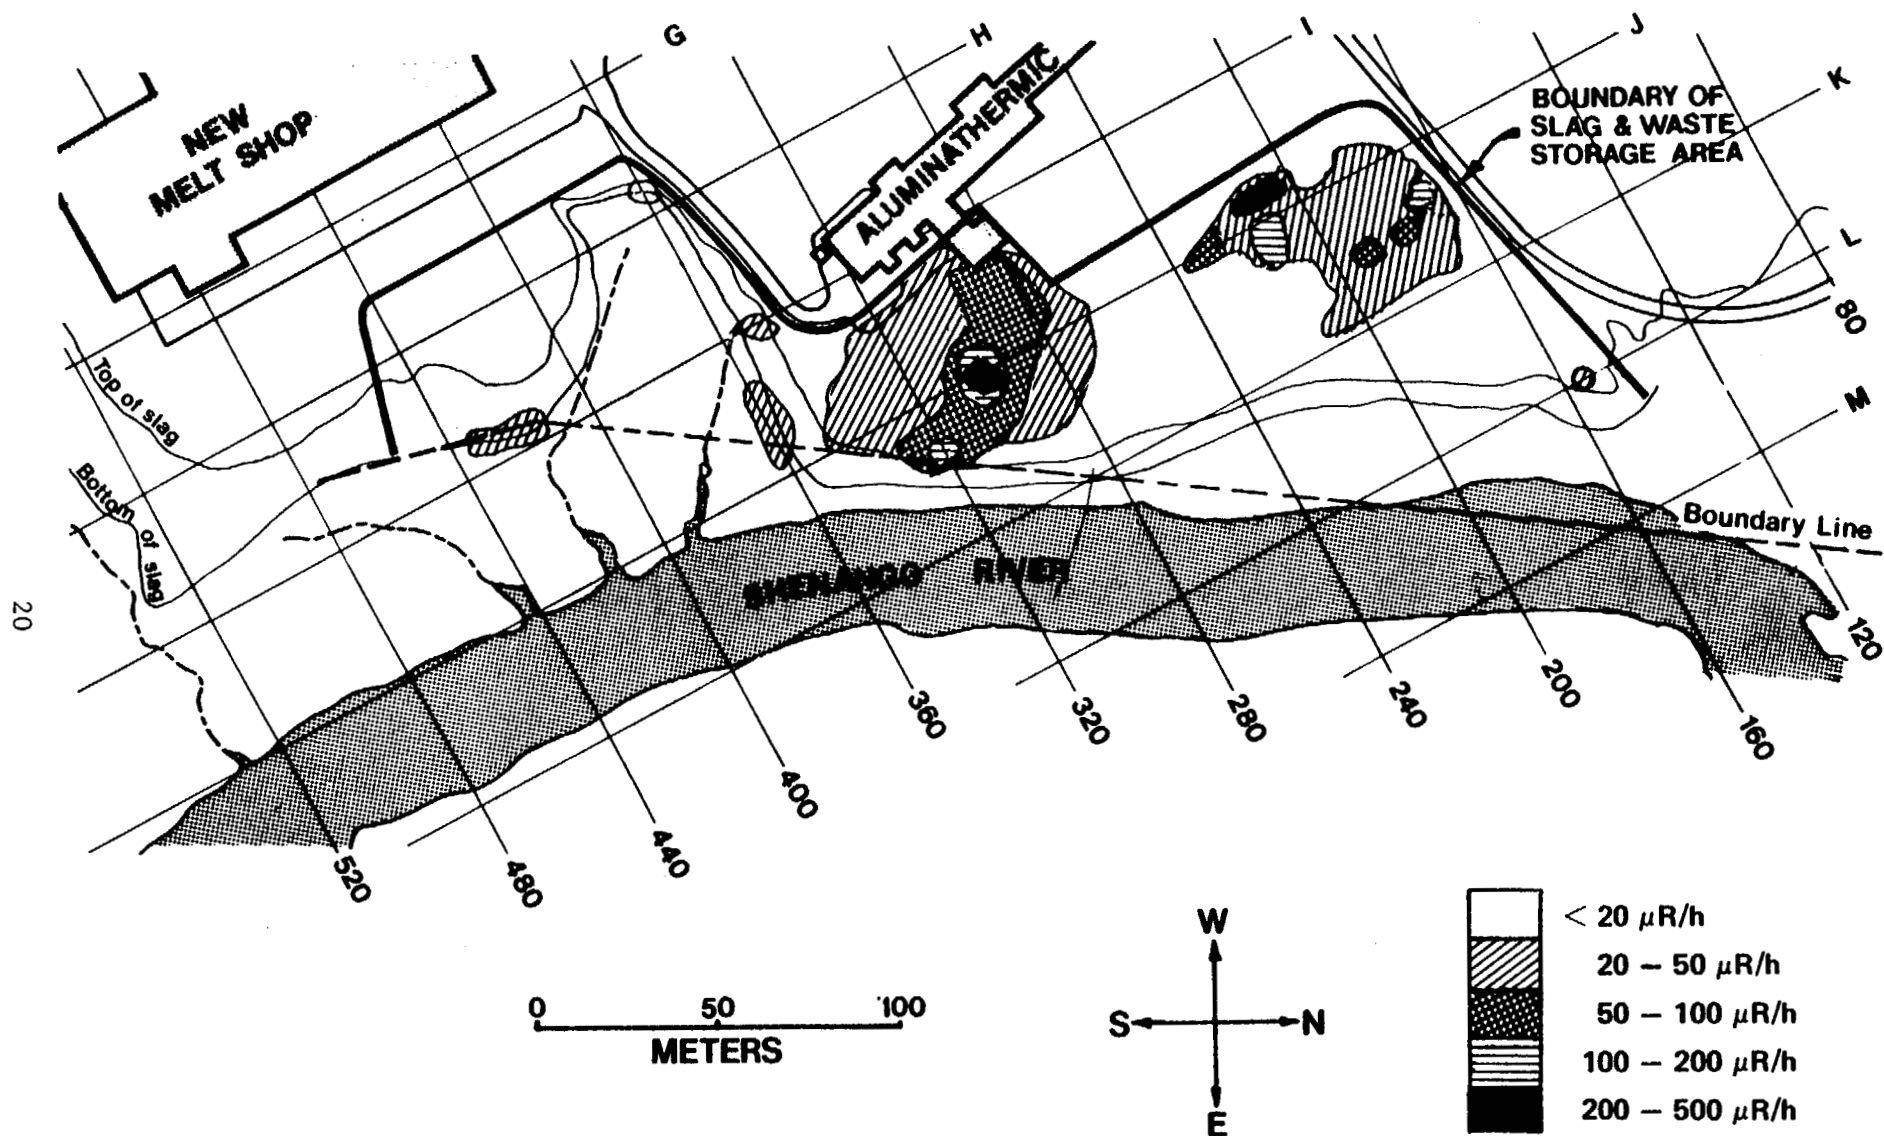 G
H
I
J
K
L
M
NEW
MELT SHOP
ALUMINATHERMIC
BOUNDARY OF
SLAG & WASTE
STORAGE AREA
Top of slag
Bottom of slag
80
Boundary Line
SHENANGO RIVER
20
120
160
200
240
280
320
360
400
440
480
520
0 50 100
METERS
W
S N
E
< 20 μR/h
20 – 50 μR/h
50 – 100 μR/h
100 – 200 μR/h
200 – 500 μR/h